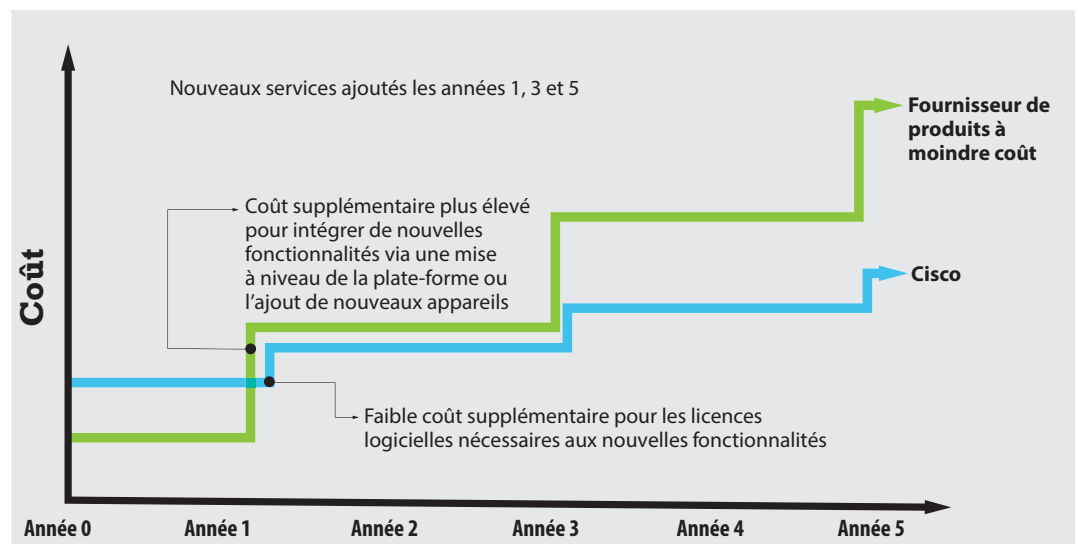 Nouveaux services ajoutés les années 1, 3 et 5
Fournisseur de
produits à
moindre coût
Coût supplémentaire plus élevé
pour intégrer de nouvelles
fonctionnalités via une mise
à niveau de la plate-forme ou
l’ajout de nouveaux appareils
Coût
Cisco
Faible coût supplémentaire pour les licences
logicielles nécessaires aux nouvelles fonctionnalités
Année 0 Année 1 Année 2 Année 3 Année 4 Année 5